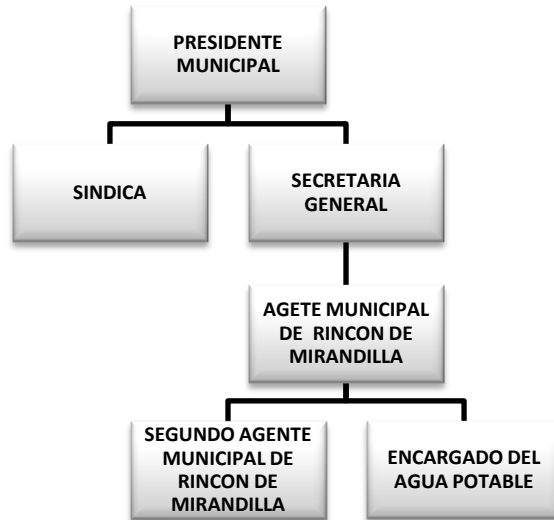 PRESIDENTE
MUNICIPAL
SINDICA
SECRETARIA
GENERAL
AGETE MUNICIPAL
DE RINCON DE
MIRANDILLA
SEGUNDO AGENTE
MUNICIPAL DE
RINCON DE
MIRANDILLA
ENCARGADO DEL
AGUA POTABLE